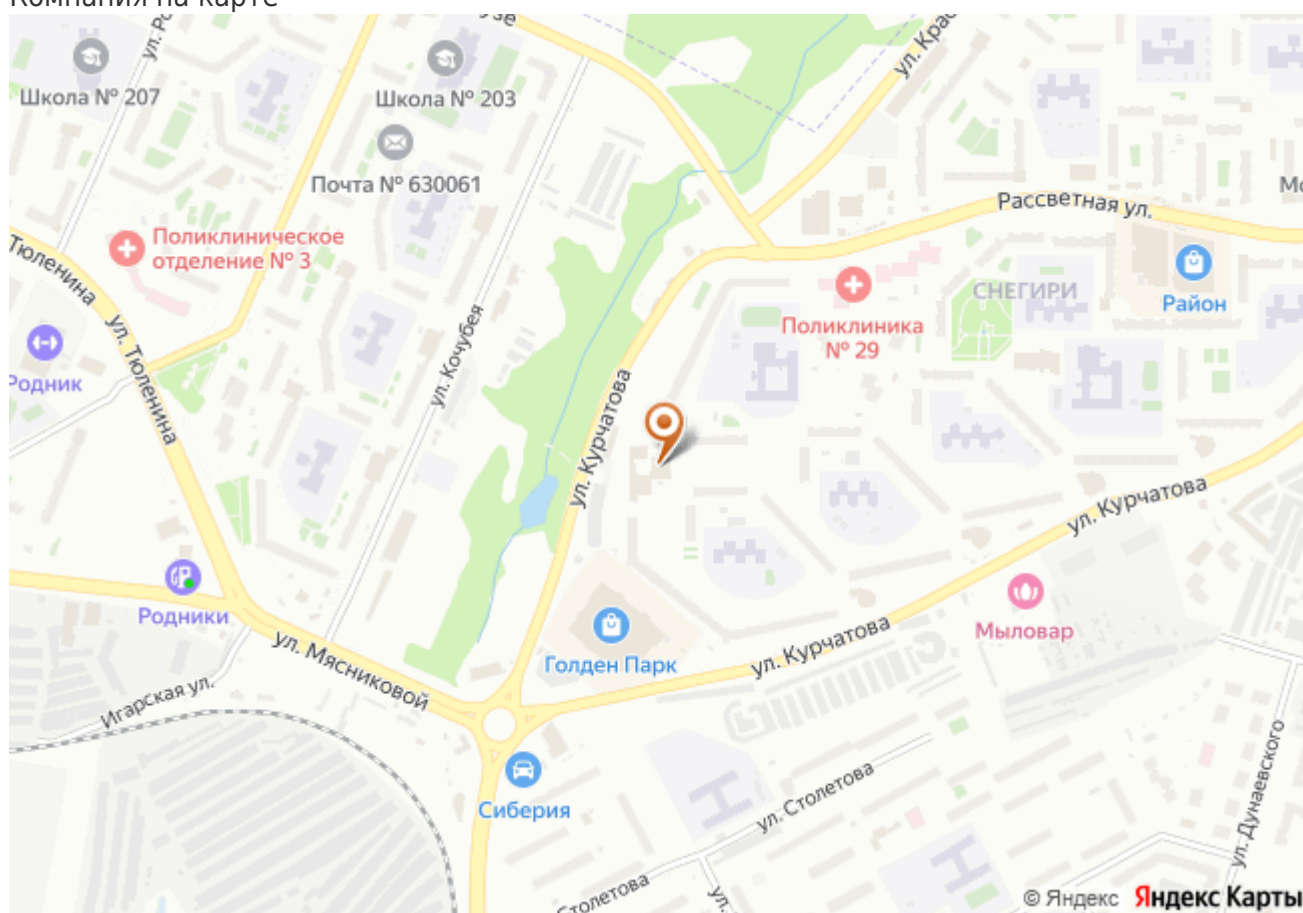 Компания на карте
Школа № 207
Школа № 203
ул. Крас
Почта № 630061
Рассветная ул.
Поликлиническое
отделение № 3
Тюленина
СНЕГИРИ
Район
Поликлиника
№ 29
ул. Тюленина
ул. Кочубея
Родник
ул. Курчатова
ул. Курчатова
Родники
Мыловар
ул. Курчатова
Голден Парк
ул. Мясниковой
Игарская ул.
Сиберия
ул. Столетова
ул. Дунаевского
Столетова
ул.
© Яндекс Яндекс Карты